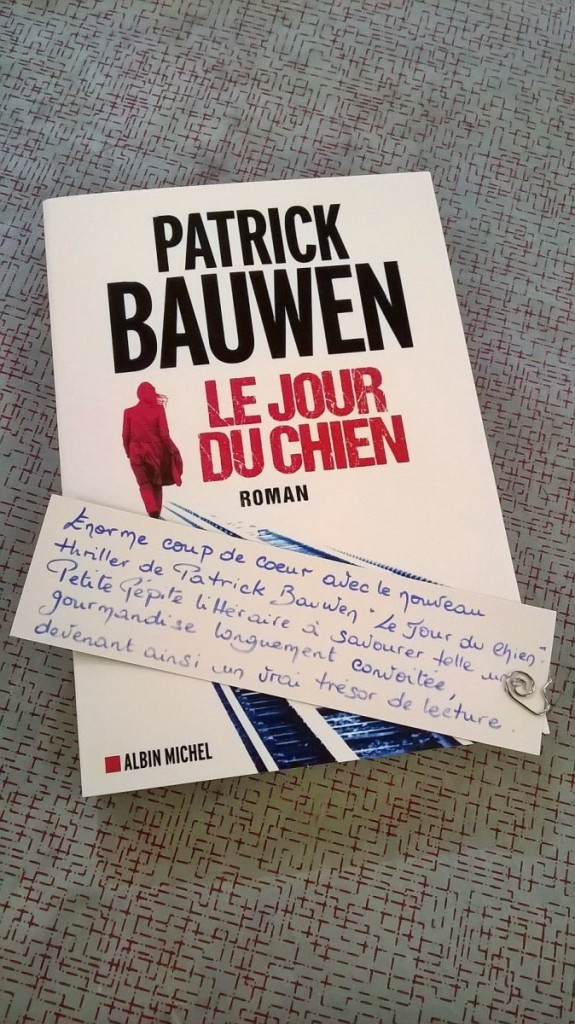 PATRICK
BAUWEN
LE JOUR
DU CHIEN
ROMAN
Enorme coup de coeur avec le nouveau
thriller de Patrick Bauwen "Le Jour du Chien".
Petite Pépite littéraire à savourer telle une
gourmandise longuement convoitée,
devenant ainsi un vrai trésor de lecture.
ALBIN MICHEL